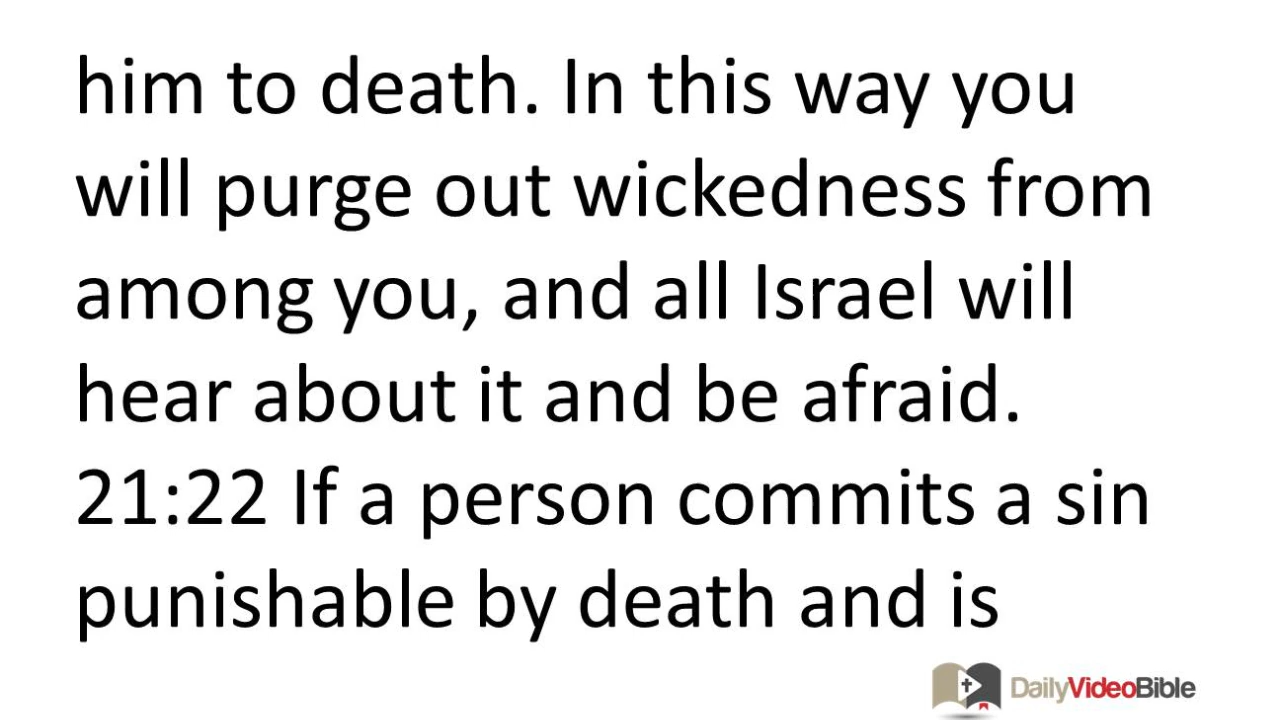 him to death. In this way you
will purge out wickedness from
among you, and all Israel will
hear about it and be afraid.
21:22 If a person commits a sin
punishable by death and is
DailyVideoBible